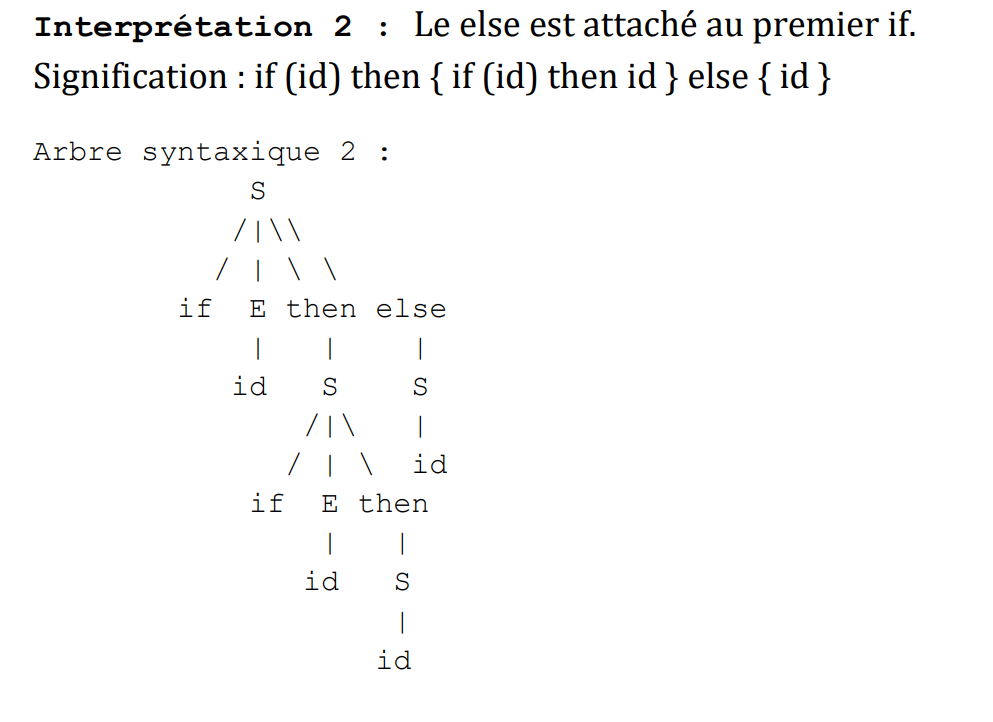 Interprétation 2 : Le else est attaché au premier if.
Signification : if (id) then { if (id) then id } else { id }
Arbre syntaxique 2 :
S
/|\\
/ | \ \
if E then else
| | |
id S S
/|\ |
/ | \ id
if E then
| |
id S
|
id